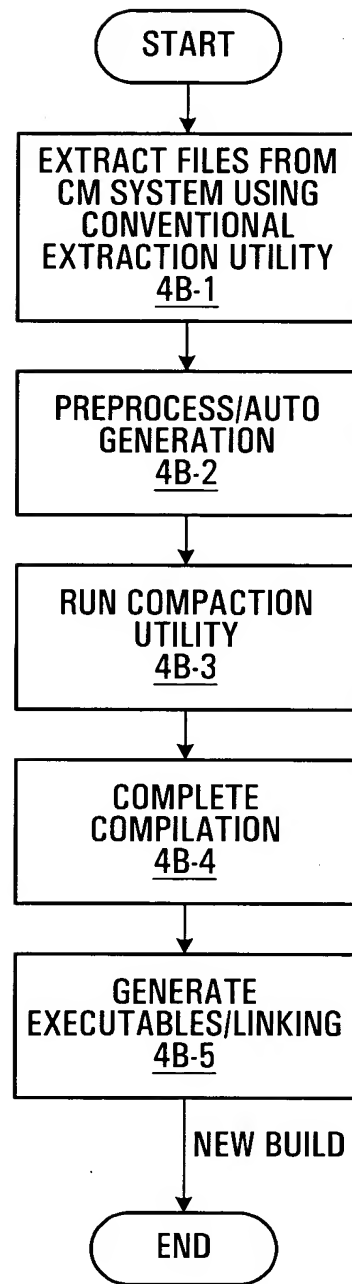 START
EXTRACT FILES FROM
CM SYSTEM USING
CONVENTIONAL
EXTRACTION UTILITY
4B-1
PREPROCESS/AUTO
GENERATION
4B-2
RUN COMPACTION
UTILITY
4B-3
COMPLETE
COMPILATION
4B-4
GENERATE
EXECUTABLES/LINKING
4B-5
NEW BUILD
END